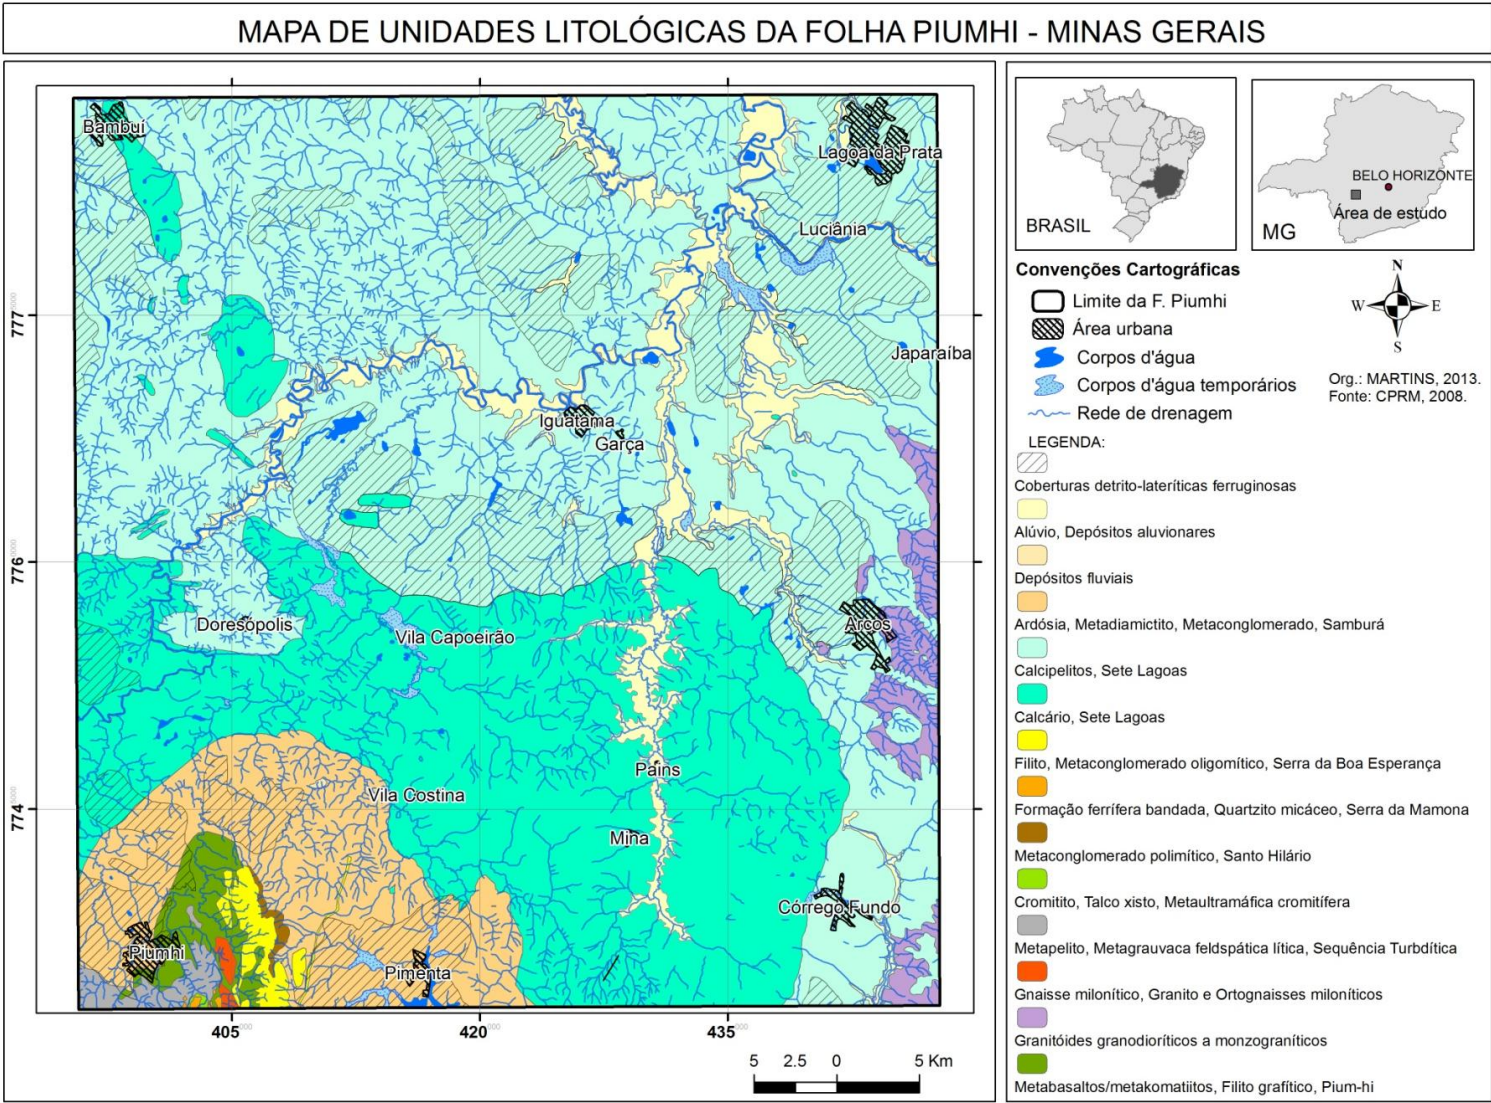 MAPA DE UNIDADES LITOLÓGICAS DA FOLHA PIUMHI - MINAS GERAIS
Bambuí
Lagoa da Prata
Luciânia
Japaraíba
Iguatama
Garça
Doresópolis
Vila Capoeirão
Arcos
Pains
Vila Costina
Mina
Córrego Fundo
Piumhi
Pimenta
777
776
774
405
420
435
5 2.5 0 5 Km
BRASIL
BELO HORIZONTE
Área de estudo
MG
Convenções Cartográficas
Limite da F. Piumhi
Área urbana
Corpos d'água
Corpos d'água temporários
Rede de drenagem
N
W E
S
Org.: MARTINS, 2013.
Fonte: CPRM, 2008.
LEGENDA:
Coberturas detrito-lateríticas ferruginosas
Alúvio, Depósitos aluvionares
Depósitos fluviais
Ardósia, Metadiamictito, Metaconglomerado, Samburá
Calcipelitos, Sete Lagoas
Calcário, Sete Lagoas
Filito, Metaconglomerado oligomítico, Serra da Boa Esperança
Formação ferrífera bandada, Quartzito micáceo, Serra da Mamona
Metaconglomerado polimítico, Santo Hilário
Cromitito, Talco xisto, Metaultramáfica cromitífera
Metapelito, Metagrauvaca feldspática lítica, Sequência Turbdítica
Gnaisse milonítico, Granito e Ortognaisses miloníticos
Granitóides granodioríticos a monzograníticos
Metabasaltos/metakomatiitos, Filito grafítico, Pium-hi